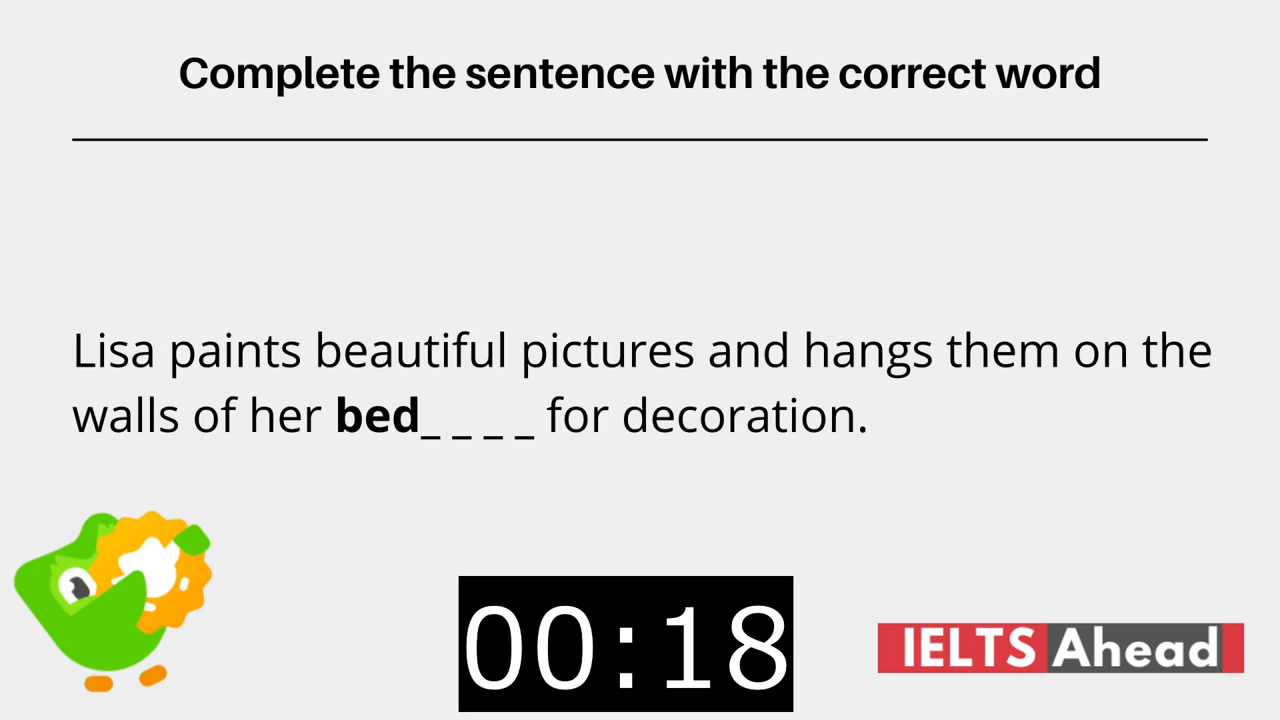 Complete the sentence with the correct word
Lisa paints beautiful pictures and hangs them on the
walls of her bed_ _ _ _ for decoration.
00:18
IELTS Ahead